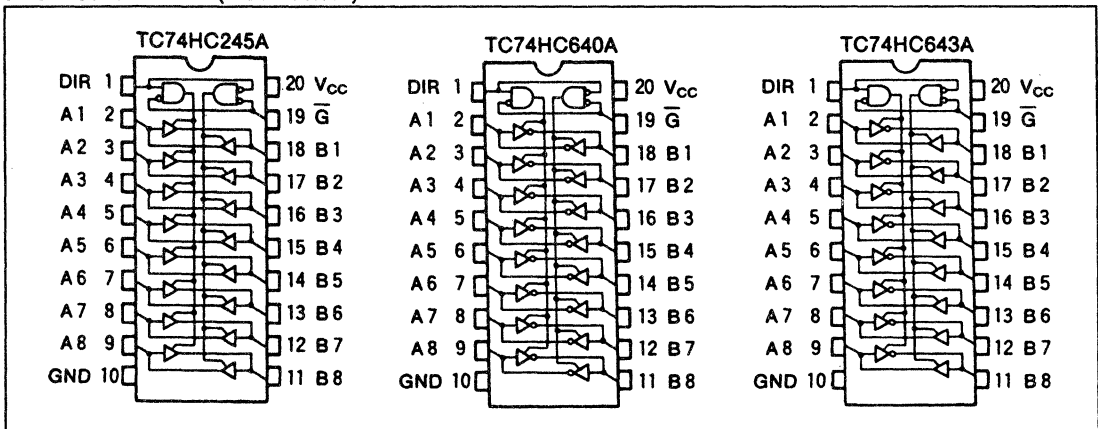 TC74HC245A
DIR 1
A1 2
A2 3
A3 4
A4 5
A5 6
A6 7
A7 8
A8 9
GND 10
20 VCC
19 G̅
18 B1
17 B2
16 B3
15 B4
14 B5
13 B6
12 B7
11 B8
TC74HC640A
DIR 1
A1 2
A2 3
A3 4
A4 5
A5 6
A6 7
A7 8
A8 9
GND 10
20 VCC
19 G̅
18 B1
17 B2
16 B3
15 B4
14 B5
13 B6
12 B7
11 B8
TC74HC643A
DIR 1
A1 2
A2 3
A3 4
A4 5
A5 6
A6 7
A7 8
A8 9
GND 10
20 VCC
19 G̅
18 B1
17 B2
16 B3
15 B4
14 B5
13 B6
12 B7
11 B8